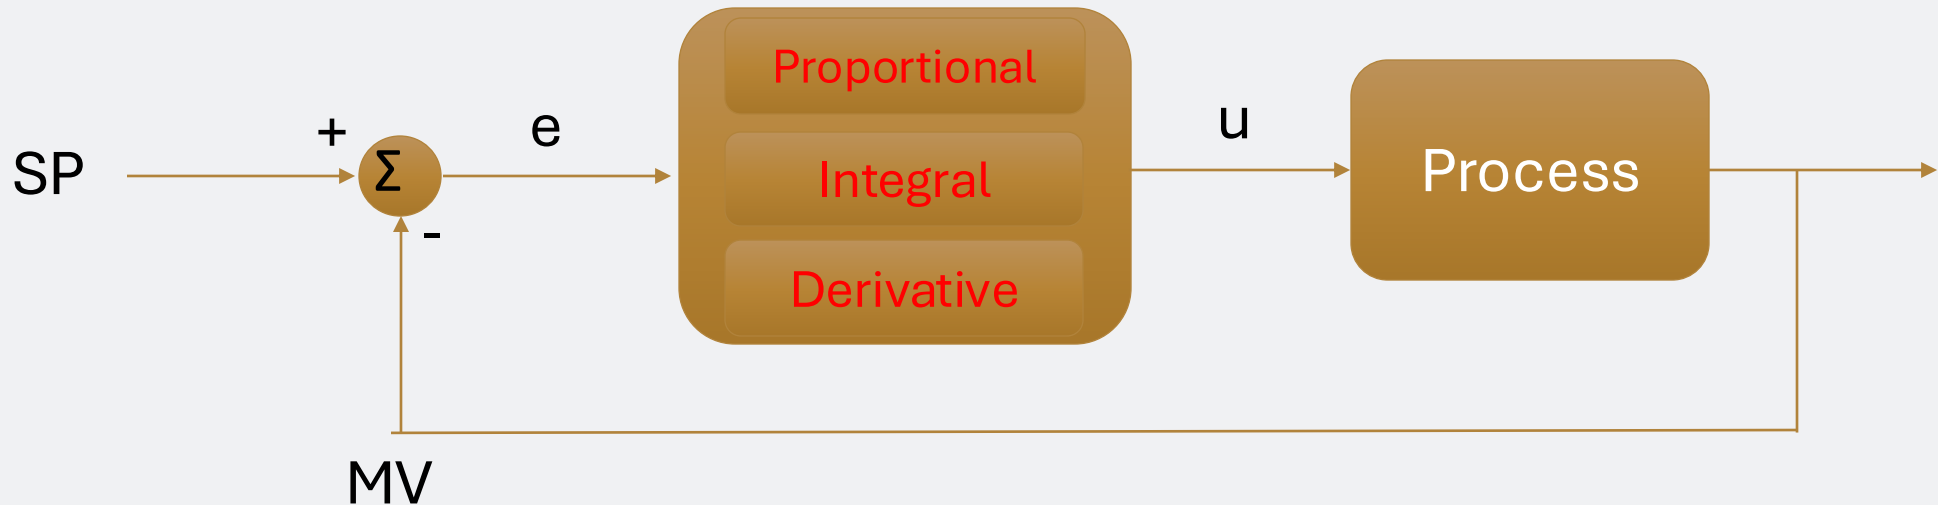 SP
+
Σ
-
e
Proportional
Integral
Derivative
u
Process
MV